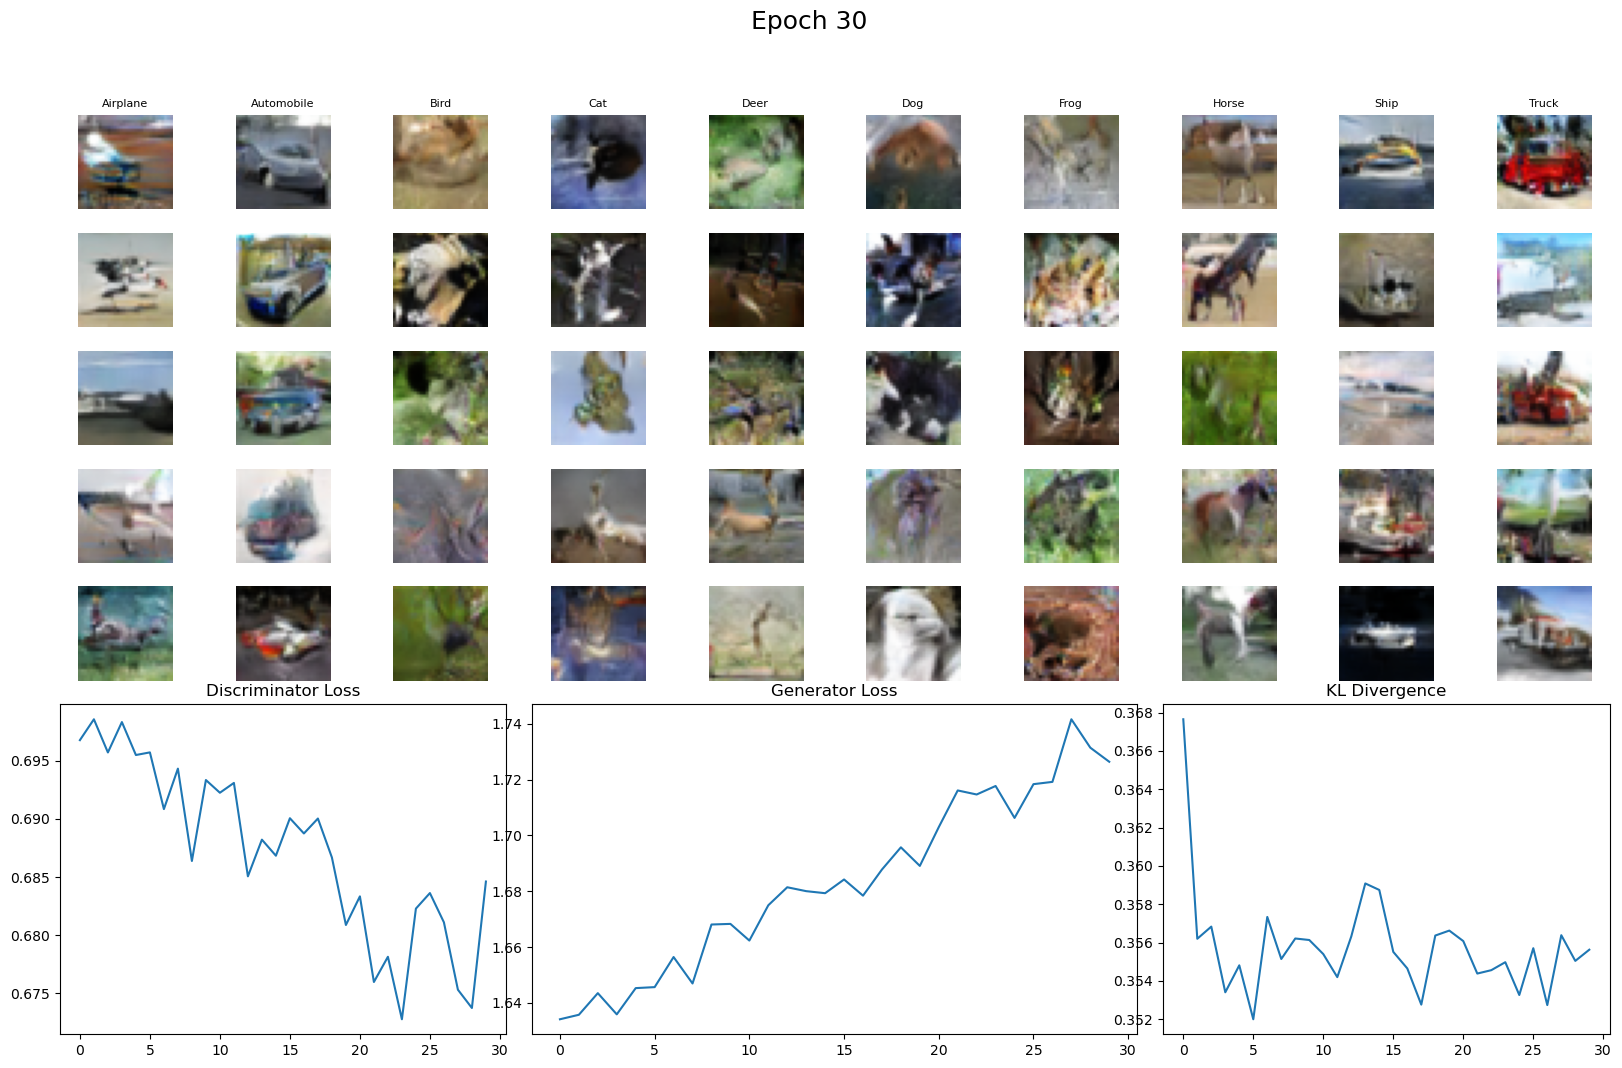 Epoch 30
Airplane Automobile Bird Cat Deer Dog Frog Horse Ship Truck
Discriminator Loss
0.695
0.690
0.685
0.680
0.675
0 5 10 15 20 25 30
Generator Loss
1.74
1.72
1.70
1.68
1.66
1.64
0 5 10 15 20 25 30
KL Divergence
0.368
0.366
0.364
0.362
0.360
0.358
0.356
0.354
0.352
0 5 10 15 20 25 30